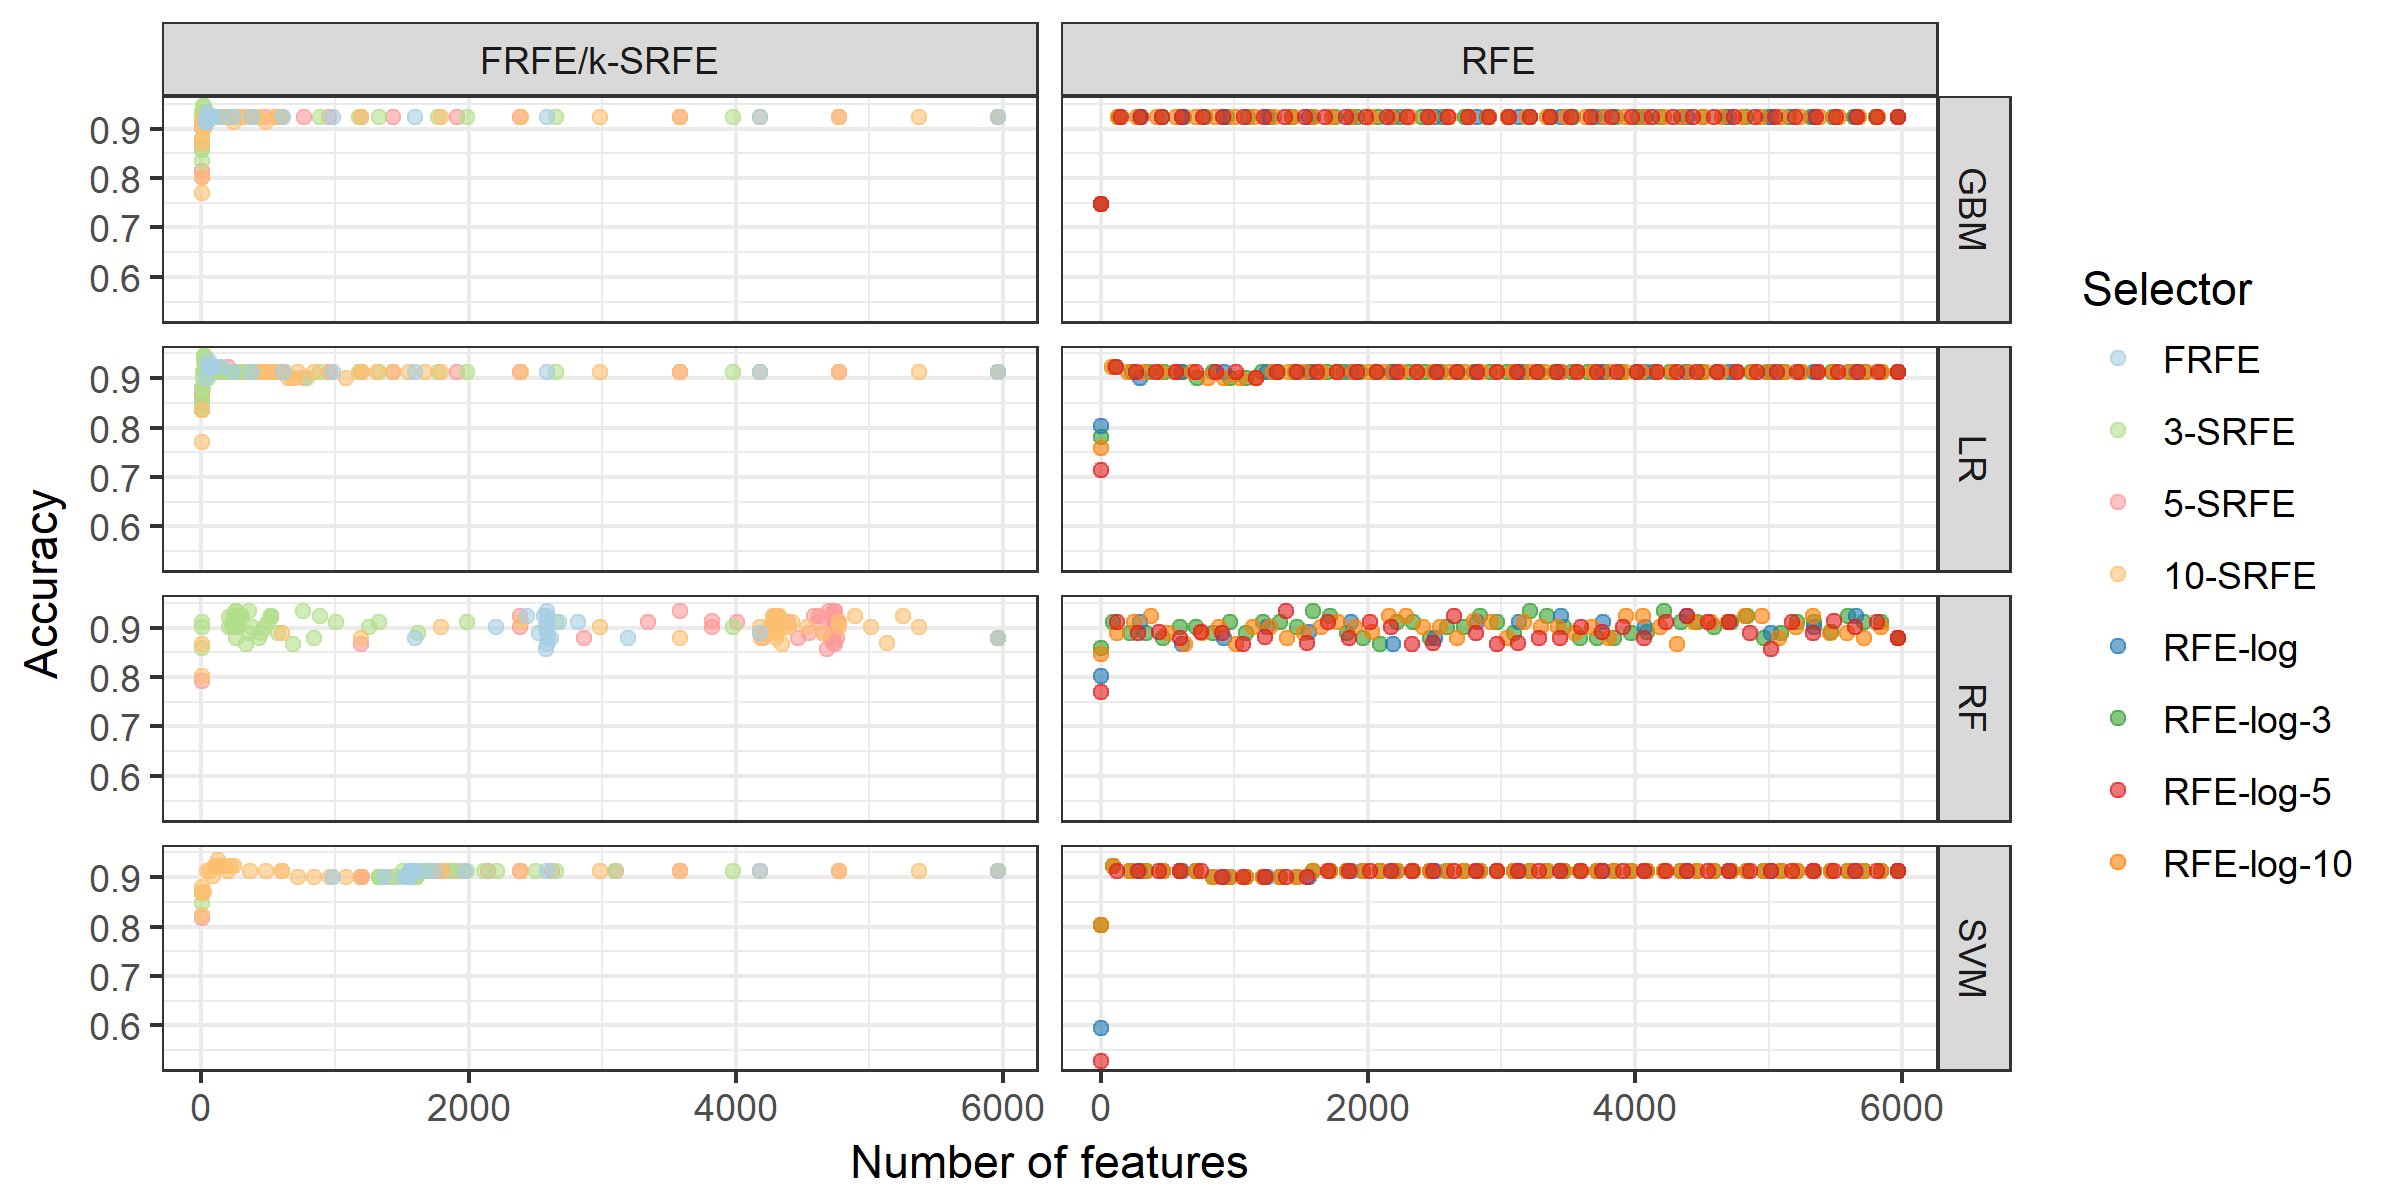 FRFE/k-SRFE
RFE
0.9
0.8
0.7
0.6
GBM
0.9
0.8
0.7
0.6
LR
0.9
0.8
0.7
0.6
RF
0.9
0.8
0.7
0.6
SVM
Accuracy
0
2000
4000
6000
0
2000
4000
6000
Number of features
Selector
FRFE
3-SRFE
5-SRFE
10-SRFE
RFE-log
RFE-log-3
RFE-log-5
RFE-log-10